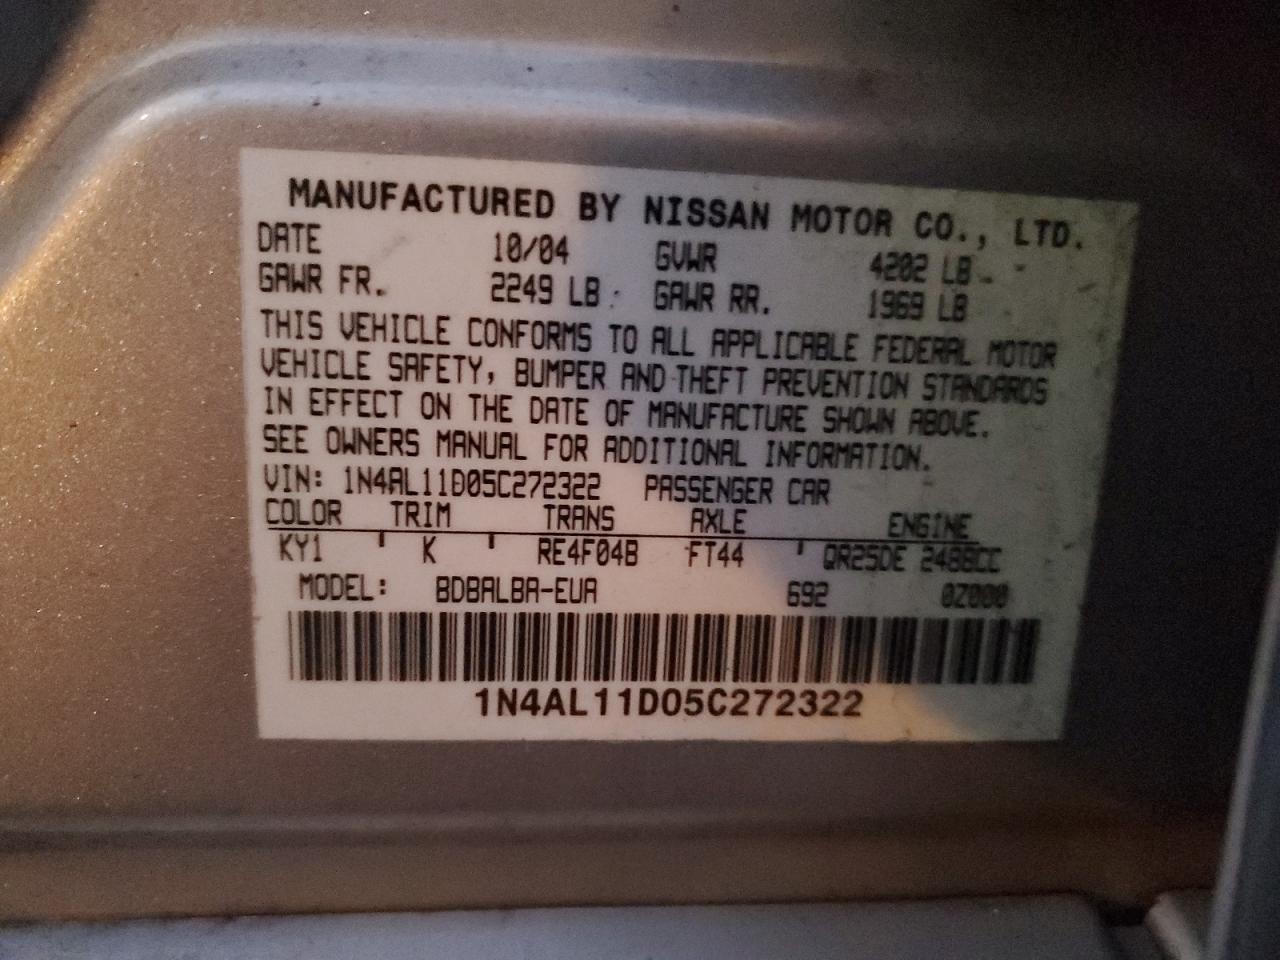 MANUFACTURED BY NISSAN MOTOR CO., LTD.
DATE 10/04 GVWR 4202 LB
GAWR FR. 2249 LB GAWR RR. 1969 LB
THIS VEHICLE CONFORMS TO ALL APPLICABLE FEDERAL MOTOR
VEHICLE SAFETY, BUMPER AND THEFT PREVENTION STANDARDS
IN EFFECT ON THE DATE OF MANUFACTURE SHOWN ABOVE.
SEE OWNERS MANUAL FOR ADDITIONAL INFORMATION.
VIN: 1N4AL11D05C272322 PASSENGER CAR
COLOR TRIM TRANS AXLE ENGINE
KY1 K RE4F04B FT44 QR25DE 2488CC
MODEL: BDBALBA-EUA 692 0Z000
1N4AL11D05C272322